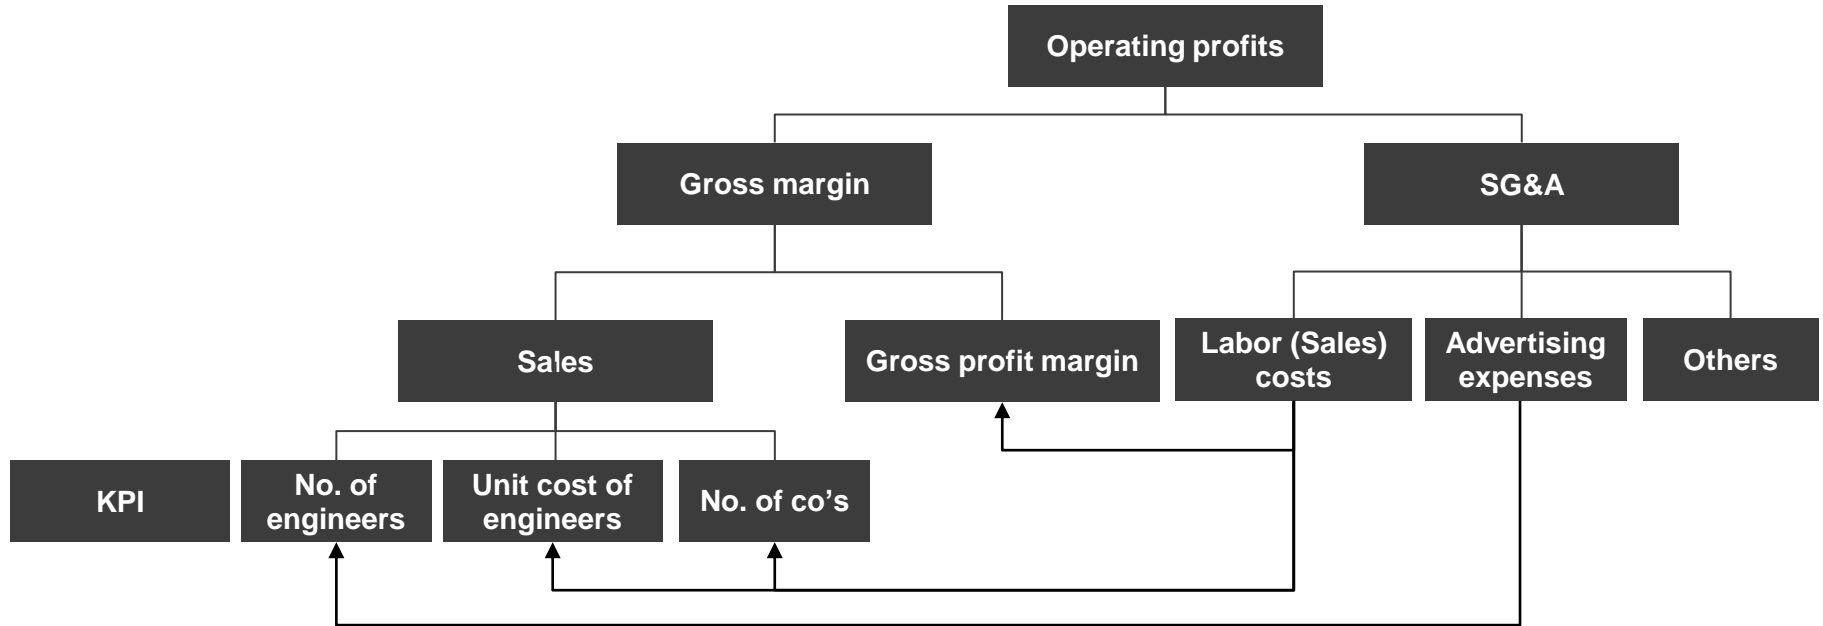 Operating profits
Gross margin
SG&A
Sales
Gross profit margin
Labor (Sales)
costs
Advertising
expenses
Others
KPI
No. of
engineers
Unit cost of
engineers
No. of co’s